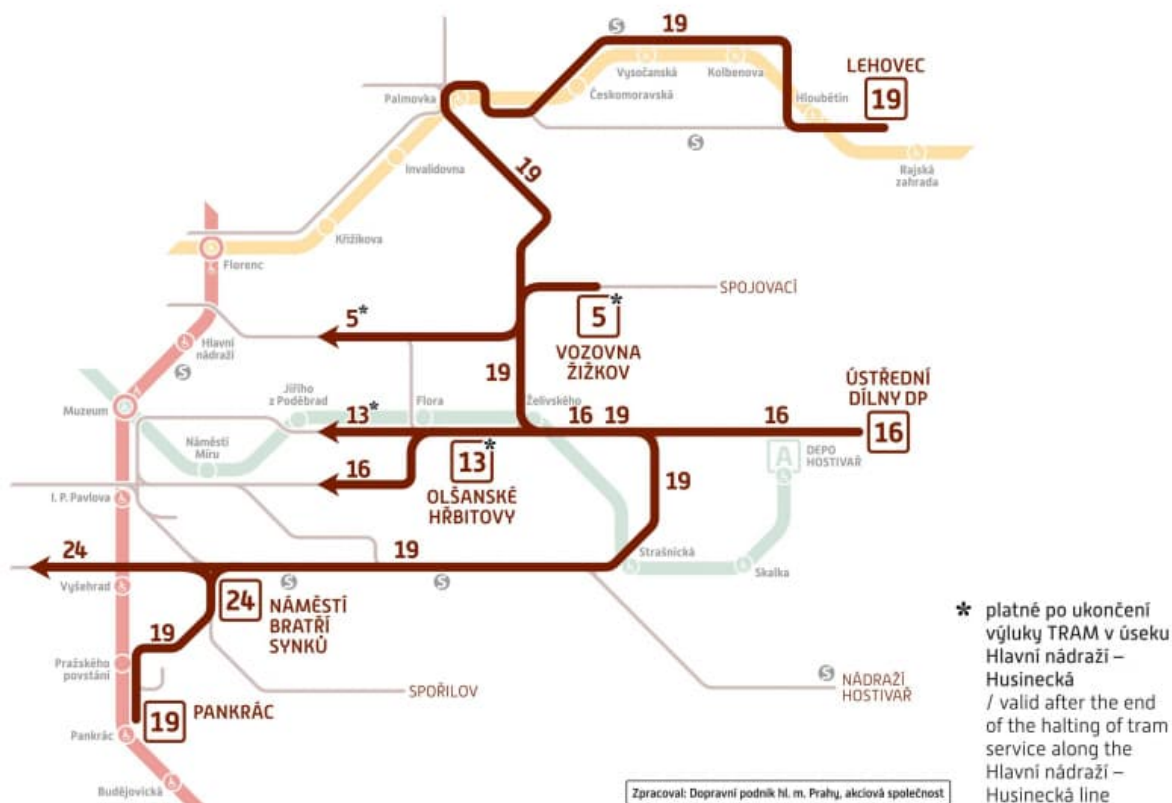 19
S
LEHOVEC
19
Vysočanská
Kolbenova
Českomoravská
Hloubětín
Palmovka
S
Rajská
zahrada
19
Invalidovna
Křižíkova
Florenc
SPOJOVACÍ
5*
5*
VOZOVNA
ŽIŽKOV
Hlavní
nádraží
S
19
ÚSTŘEDNÍ
DÍLNY DP
16
Jiřího
z Poděbrad
Flora
Želivského
Muzeum
13*
16 19
16
Náměstí
Míru
16
13*
OLŠANSKÉ
HŘBITOVY
A
DEPO
HOSTIVAŘ
19
I. P. Pavlova
24
19
Strašnická
Skalka
S
S
Vyšehrad
24
NÁMĚSTÍ
BRATŘÍ
SYNKŮ
19
Pražského
povstání
SPOŘILOV
S
NÁDRAŽÍ
HOSTIVAŘ
19
PANKRÁC
Pankrác
Budějovická
* platné po ukončení
výluky TRAM v úseku
Hlavní nádraží –
Husinecká
/ valid after the end
of the halting of tram
service along the
Hlavní nádraží –
Husinecká line
Zpracoval: Dopravní podnik hl. m. Prahy, akciová společnost